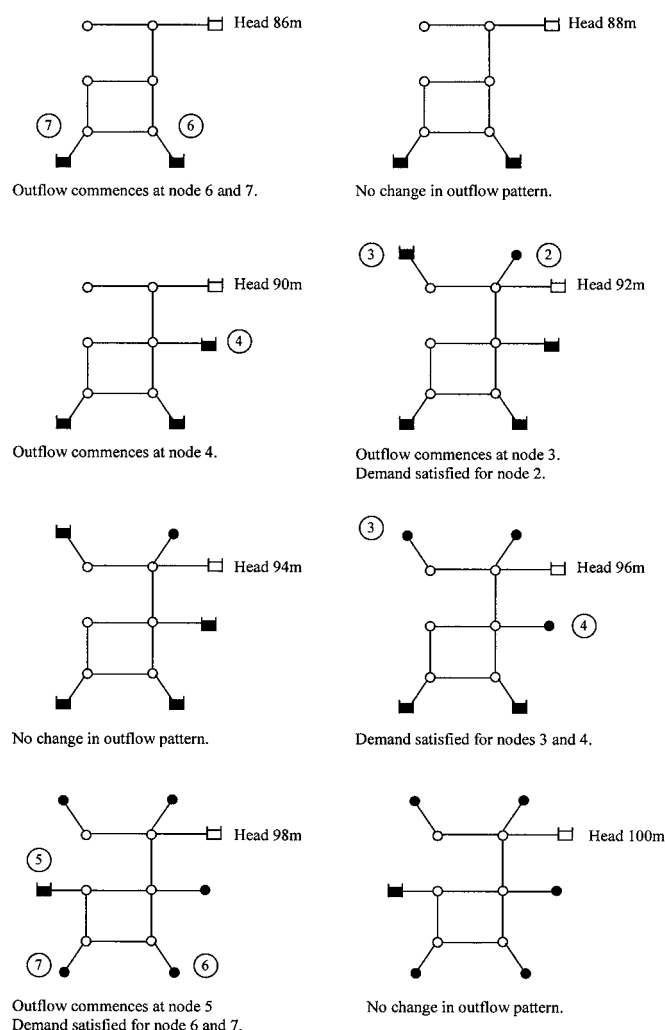 Head 86m
Head 88m
7
6
Outflow commences at node 6 and 7.
No change in outflow pattern.
3
2
Head 90m
Head 92m
4
Outflow commences at node 4.
Outflow commences at node 3.
Demand satisfied for node 2.
3
Head 94m
Head 96m
4
No change in outflow pattern.
Demand satisfied for nodes 3 and 4.
Head 98m
Head 100m
5
7
6
Outflow commences at node 5
Demand satisfied for node 6 and 7.
No change in outflow pattern.